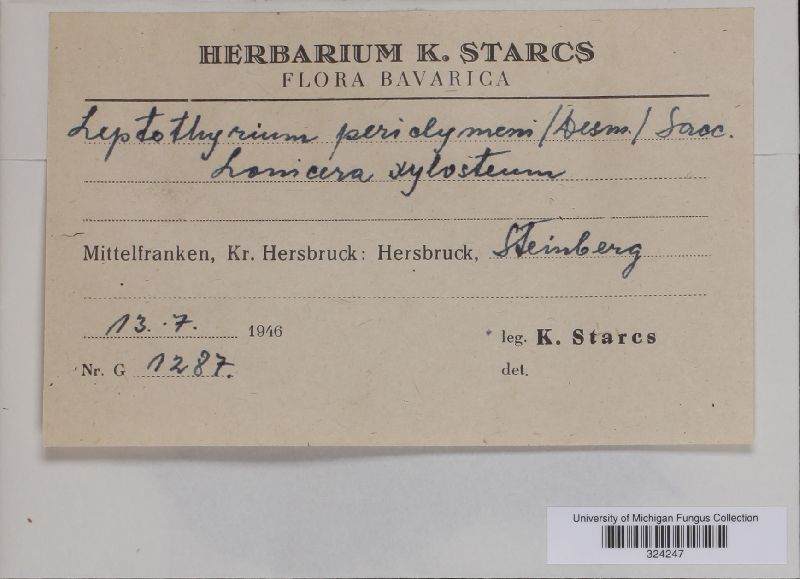 HERBARIUM K. STARCS
FLORA BAVARICA
Leptothyrium periclymeni /Desm./ Sacc.
Lonicera xylosteum
Mittelfranken, Kr. Hersbruck: Hersbruck, Steinberg
13. 7. 1946
leg. K. Starcs
Nr. G 1287.
det.
University of Michigan Fungus Collection
324247